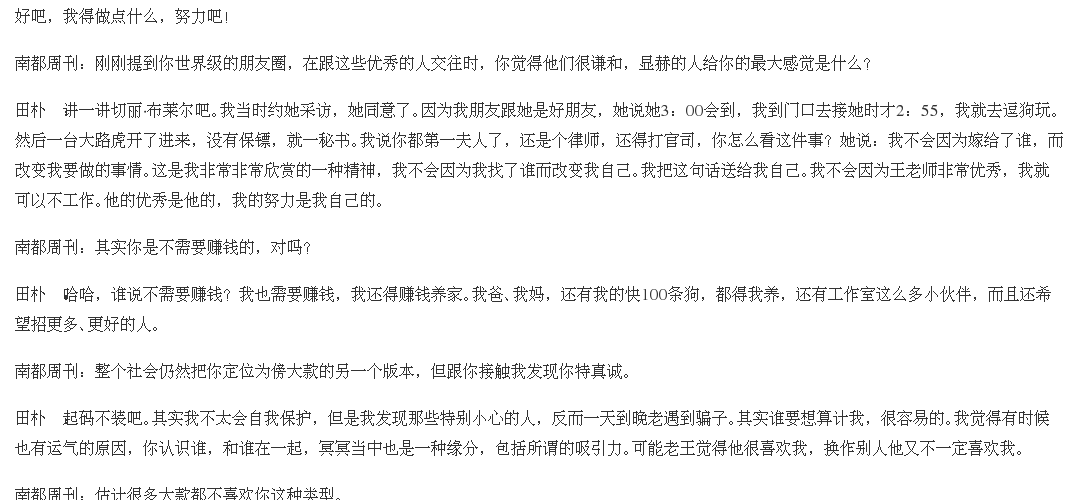 好吧，我得做点什么，努力吧！
南都周刊：刚刚提到你世界级的朋友圈，在跟这些优秀的人交往时，你觉得他们很谦和，显赫的人给你的最大感觉是什么？
田朴　讲一讲切丽·布莱尔吧。我当时约她采访，她同意了。因为我朋友跟她是好朋友，她说她3：00会到，我到门口去接她时才2：55，我就去逗狗玩。
然后一台大路虎开了进来，没有保镖，就一秘书。我说你都第一夫人了，还是个律师，还得打官司，你怎么看这件事？她说：我不会因为嫁给了谁，而
改变我要做的事情。这是我非常非常欣赏的一种精神，我不会因为我找了谁而改变我自己。我把这句话送给我自己。我不会因为王老师非常优秀，我就
可以不工作。他的优秀是他的，我的努力是我自己的。
南都周刊：其实你是不需要赚钱的，对吗？
田朴　哈哈，谁说不需要赚钱？我也需要赚钱，我还得赚钱养家。我爸、我妈，还有我的快100条狗，都得我养，还有工作室这么多小伙伴，而且还希
望招更多、更好的人。
南都周刊：整个社会仍然把你定位为傍大款的另一个版本，但跟你接触我发现你特真诚。
田朴　起码不装吧。其实我不太会自我保护，但是我发现那些特别小心的人，反而一天到晚老遇到骗子。其实谁要想算计我，很容易的。我觉得有时候
也有运气的原因，你认识谁，和谁在一起，冥冥当中也是一种缘分，包括所谓的吸引力。可能老王觉得他很喜欢我，换作别人他又不一定喜欢我。
南都周刊：估计很多大款都不喜欢你这种类型。